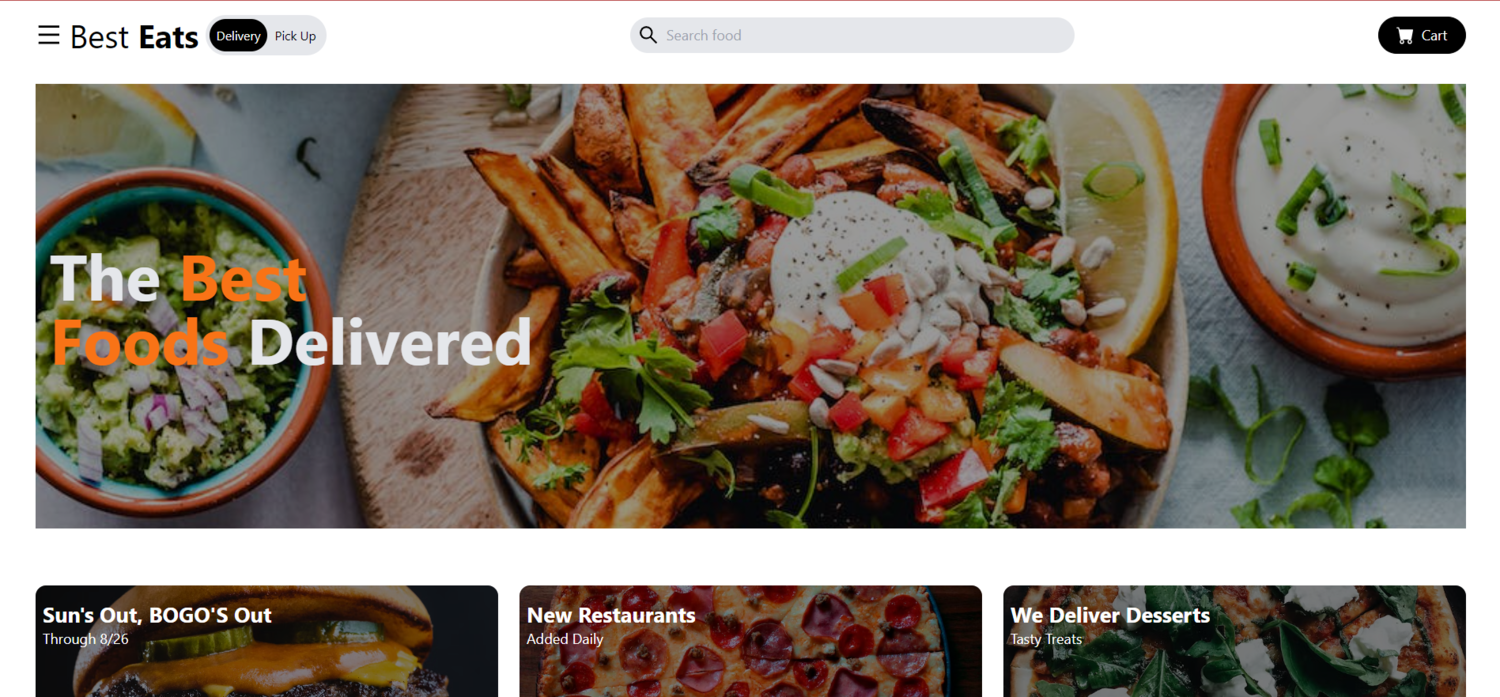 Best Eats Delivery Pick Up Search food Cart
The Best
Foods Delivered
Sun's Out, BOGO'S Out
Through 8/26
New Restaurants
Added Daily
We Deliver Desserts
Tasty Treats